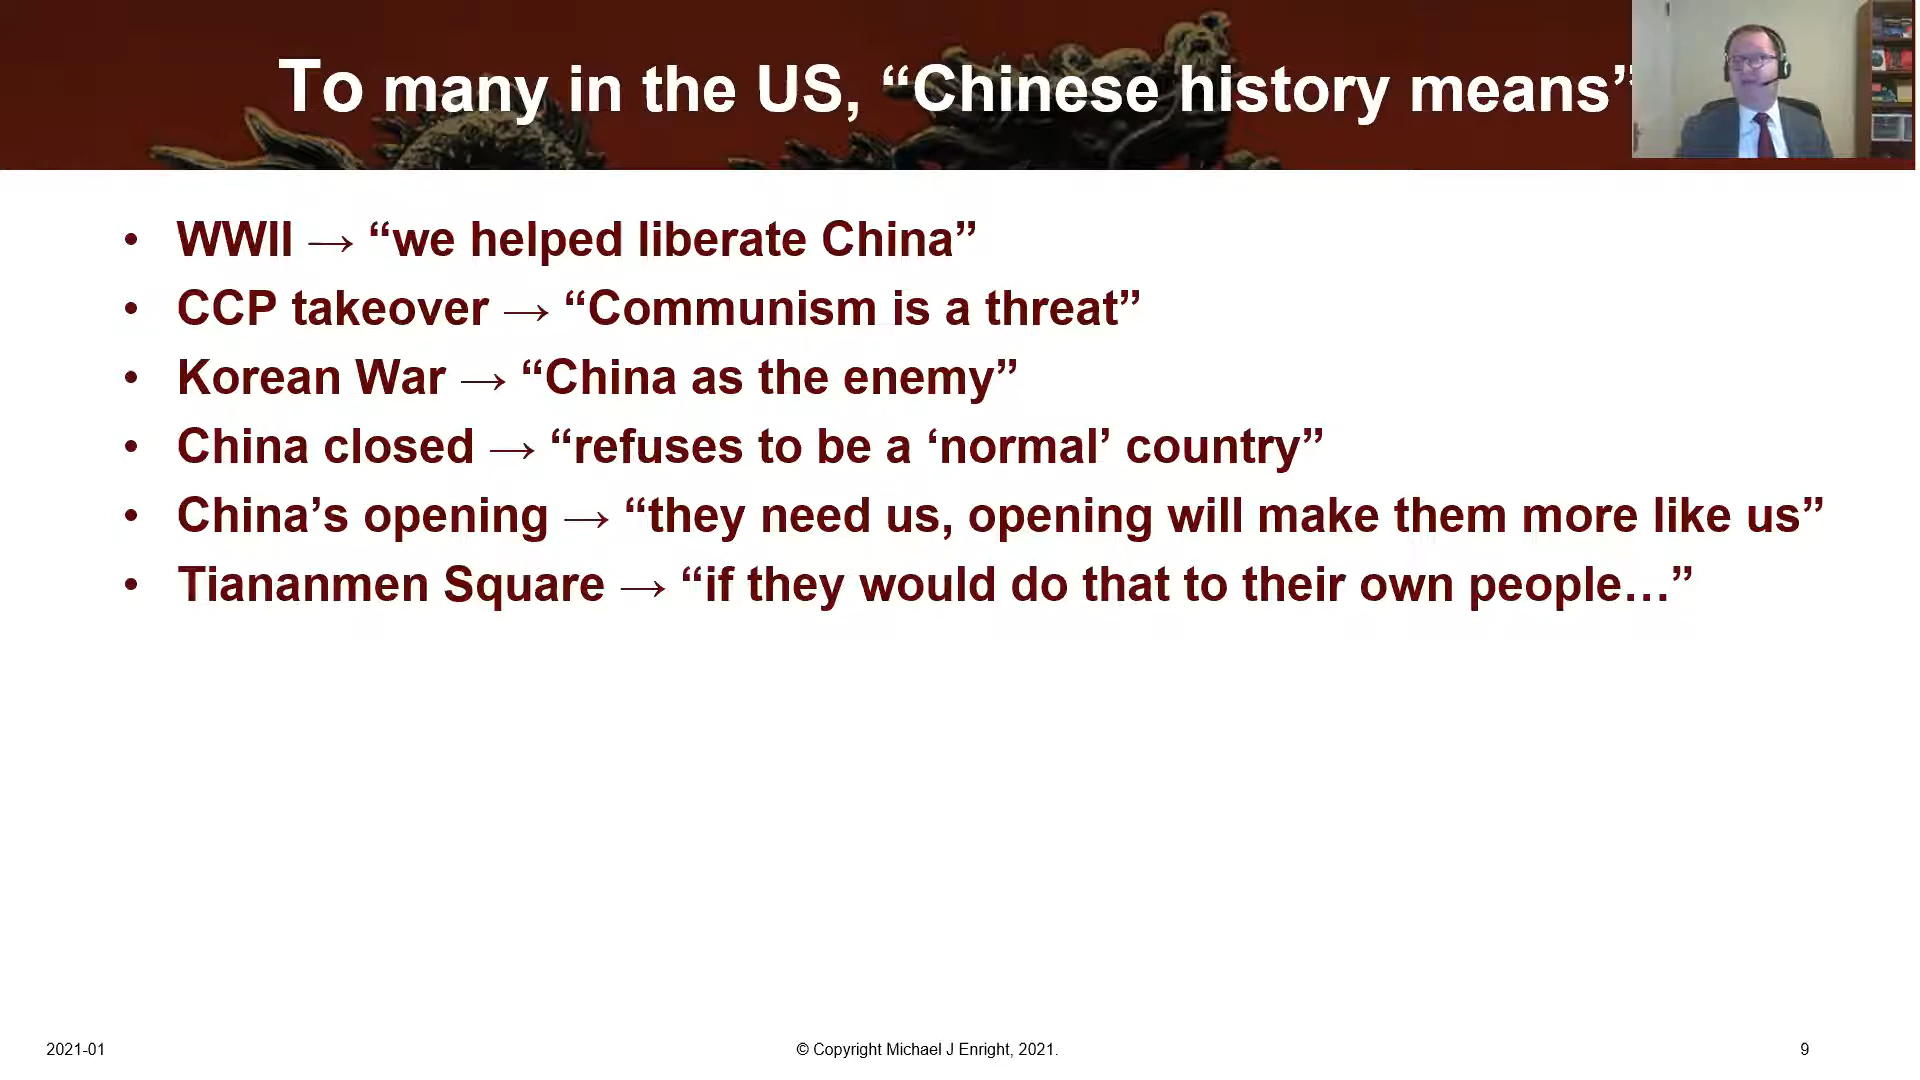 To many in the US, “Chinese history means”
• WWII → “we helped liberate China”
• CCP takeover → “Communism is a threat”
• Korean War → “China as the enemy”
• China closed → “refuses to be a ‘normal’ country”
• China’s opening → “they need us, opening will make them more like us”
• Tiananmen Square → “if they would do that to their own people…”
2021-01
© Copyright Michael J Enright, 2021.
9